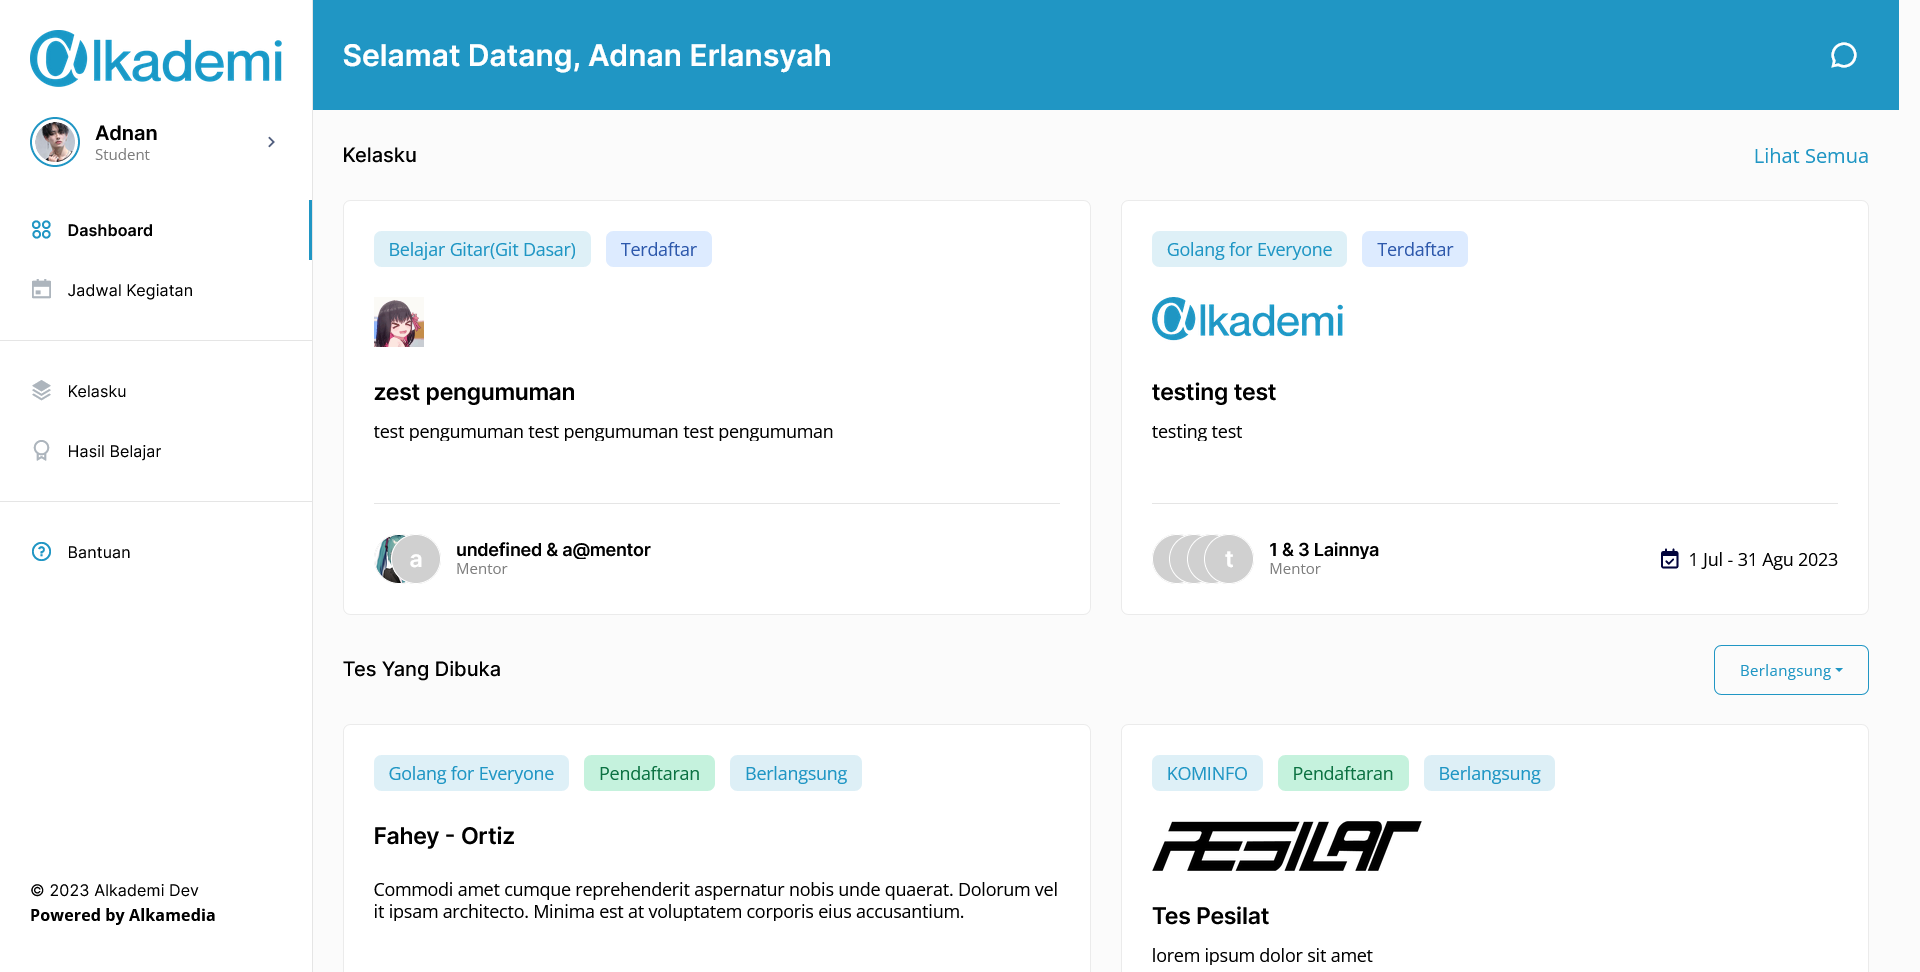 Alkademi
Adnan
Student
Dashboard
Jadwal Kegiatan
Kelasku
Hasil Belajar
Bantuan
© 2023 Alkademi Dev
Powered by Alkamedia
Selamat Datang, Adnan Erlansyah
Kelasku
Lihat Semua
Belajar Gitar(Git Dasar)
Terdaftar
zest pengumuman
test pengumuman test pengumuman test pengumuman
a
undefined & a@mentor
Mentor
Golang for Everyone
Terdaftar
Alkademi
testing test
testing test
t
1 & 3 Lainnya
Mentor
1 Jul - 31 Agu 2023
Tes Yang Dibuka
Berlangsung
Golang for Everyone
Pendaftaran
Berlangsung
Fahey - Ortiz
Commodi amet cumque reprehenderit aspernatur nobis unde quaerat. Dolorum vel
it ipsam architecto. Minima est at voluptatem corporis eius accusantium.
KOMINFO
Pendaftaran
Berlangsung
PESILAT
Tes Pesilat
lorem ipsum dolor sit amet